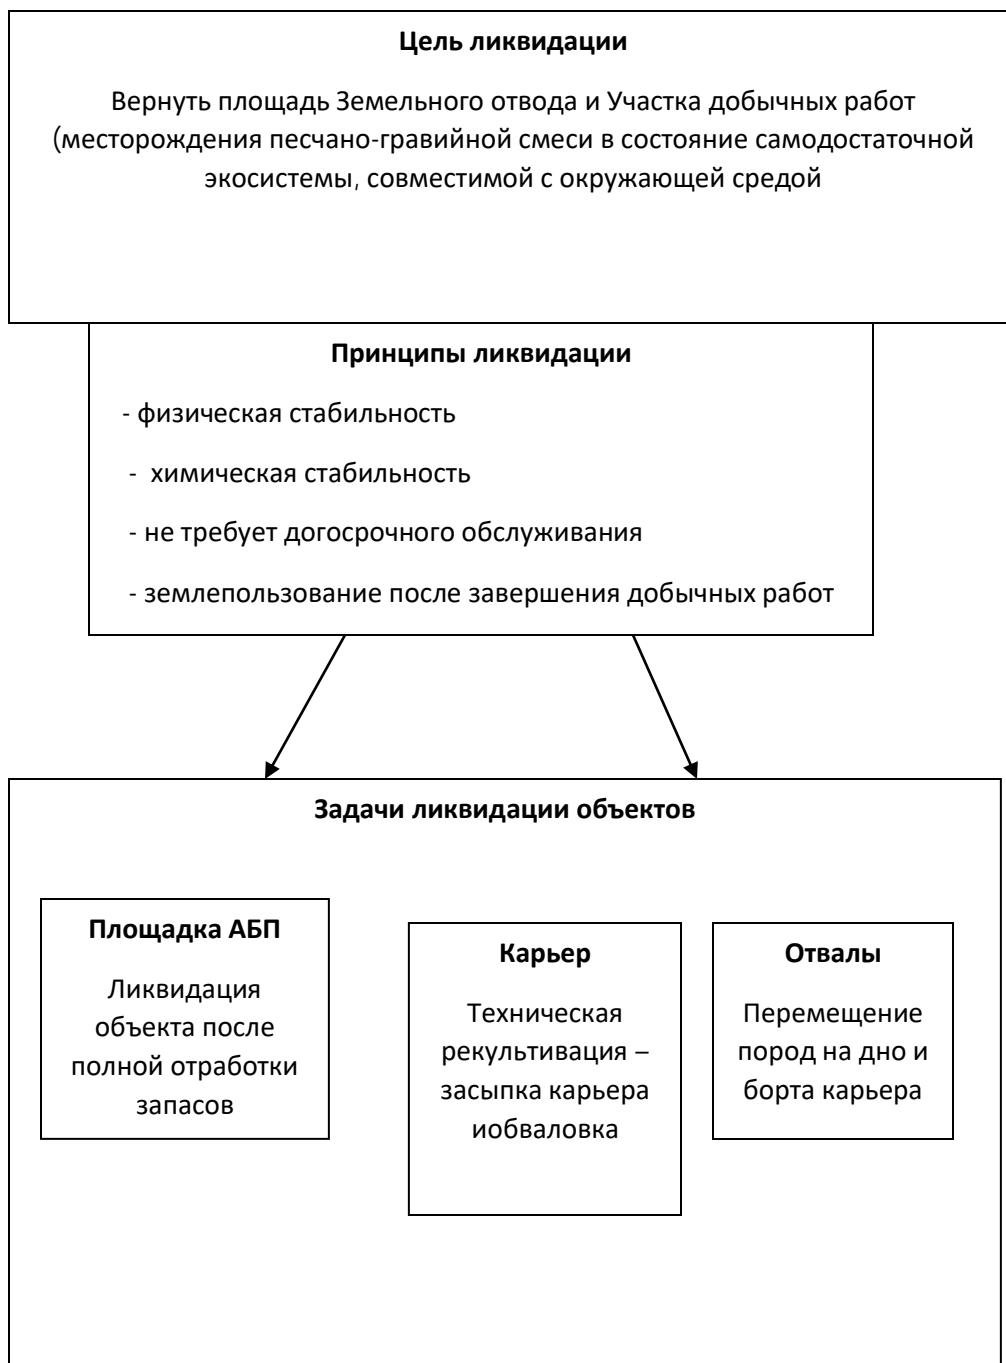 Цель ликвидации
Вернуть площадь Земельного отвода и Участка добычных работ
(месторождения песчано-гравийной смеси в состояние самодостаточной
экосистемы, совместимой с окружающей средой
Принципы ликвидации
- физическая стабильность
- химическая стабильность
- не требует догосрочного обслуживания
- землепользование после завершения добычных работ
Задачи ликвидации объектов
Площадка АБП
Ликвидация
объекта после
полной отработки
запасов
Карьер
Техническая
рекультивация –
засыпка карьера
иобваловка
Отвалы
Перемещение
пород на дно и
борта карьера